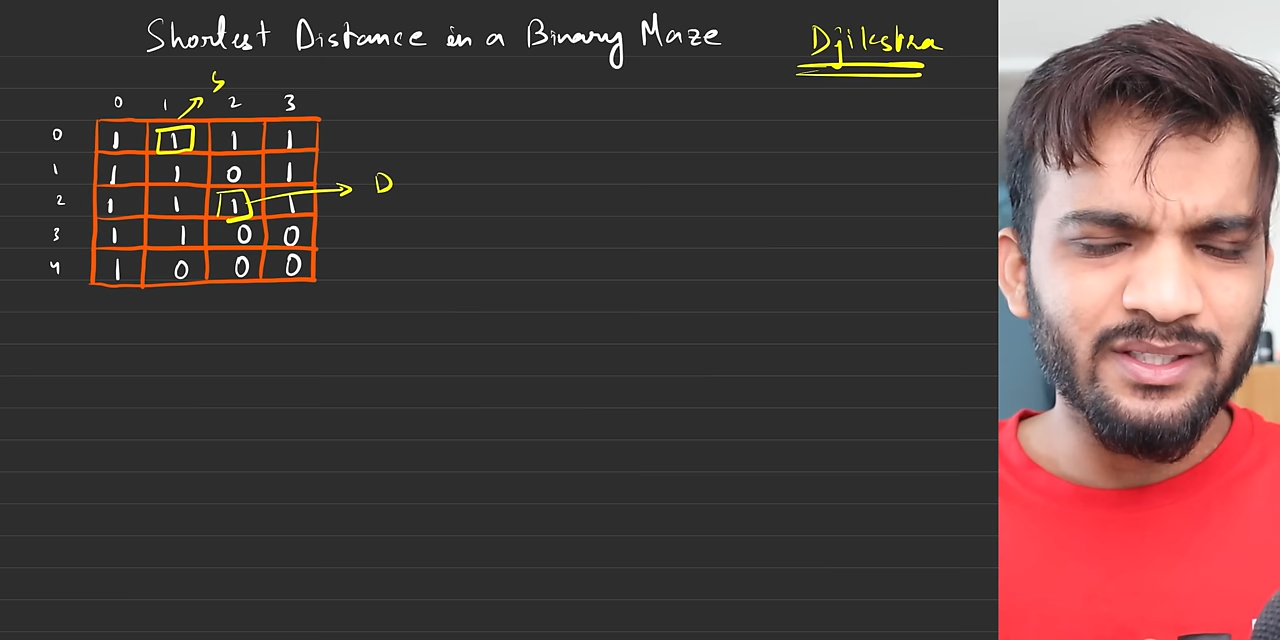 Shortest Distance in a Binary Maze Djikstra
S
0 1 2 3
0 1 1 1 1
1 1 1 0 1
2 1 1 1 1 D
3 1 1 0 0
4 1 0 0 0